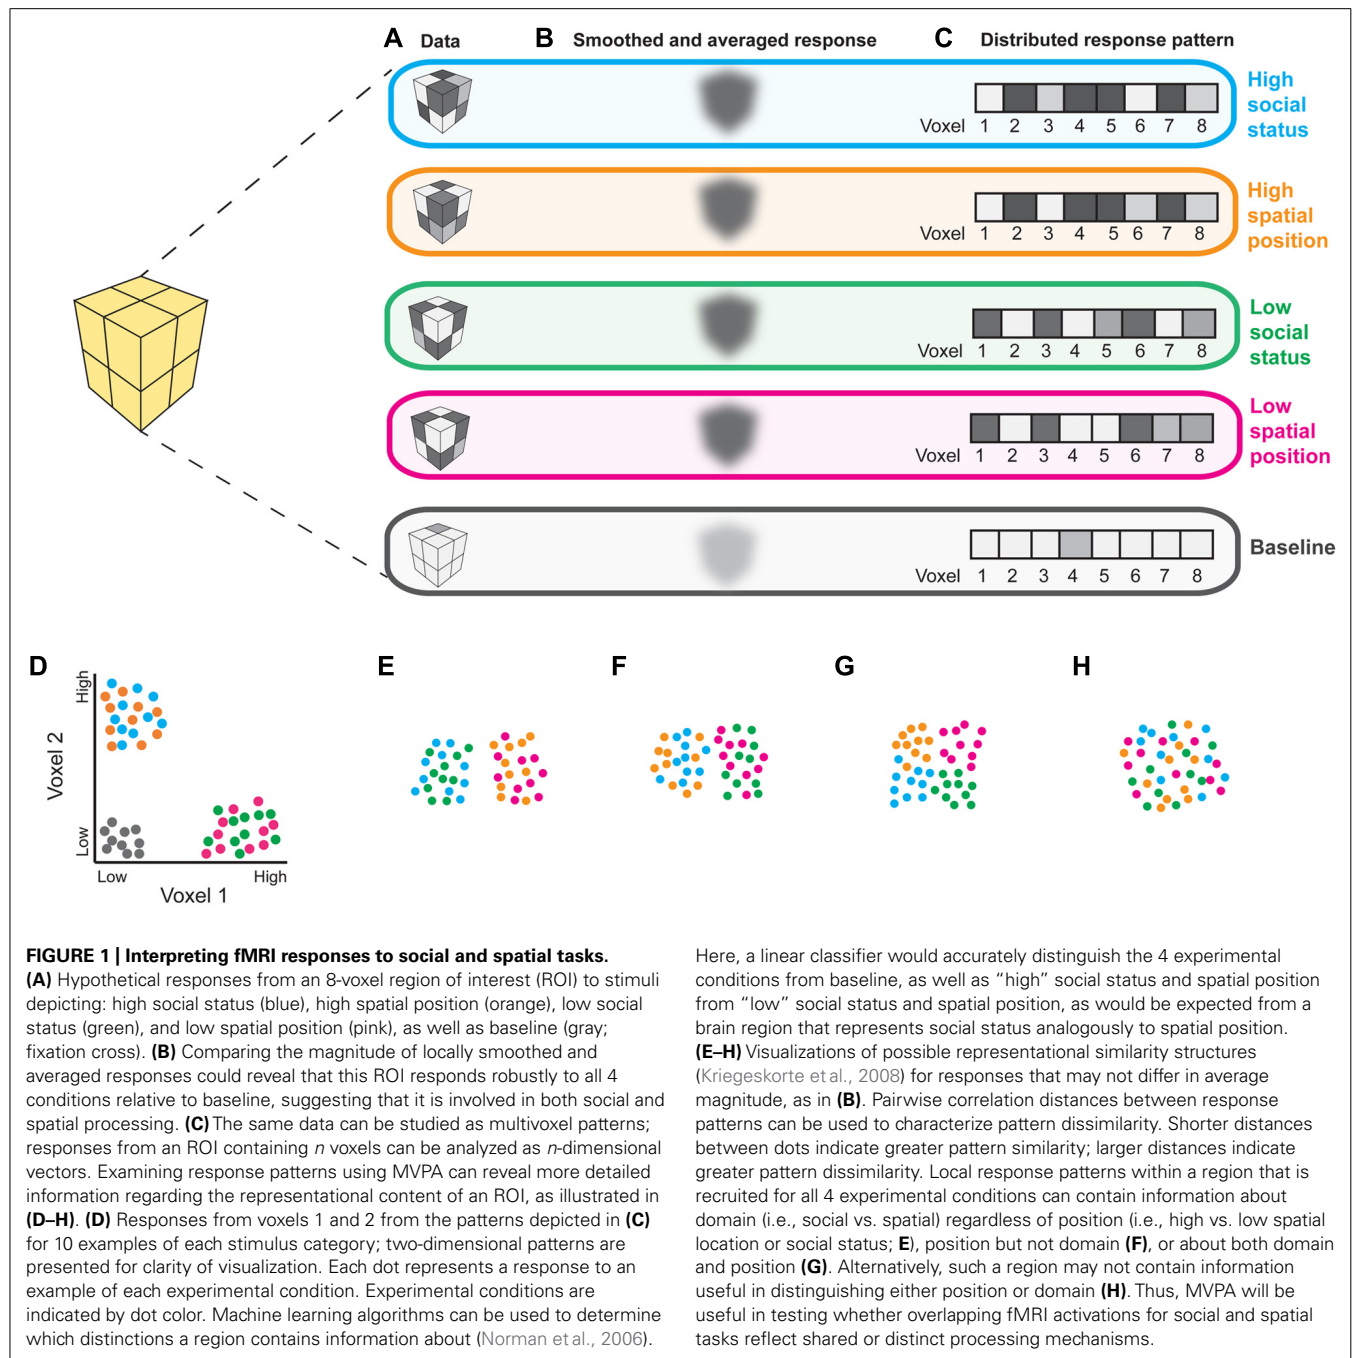 A Data B Smoothed and averaged response C Distributed response pattern
Voxel 1 2 3 4 5 6 7 8
High
social
status
Voxel 1 2 3 4 5 6 7 8
High
spatial
position
Voxel 1 2 3 4 5 6 7 8
Low
social
status
Voxel 1 2 3 4 5 6 7 8
Low
spatial
position
Voxel 1 2 3 4 5 6 7 8
Baseline
D E F G H
High
Voxel 2
Low
Low High
Voxel 1
FIGURE 1 | Interpreting fMRI responses to social and spatial tasks.
(A) Hypothetical responses from an 8-voxel region of interest (ROI) to stimuli
depicting: high social status (blue), high spatial position (orange), low social
status (green), and low spatial position (pink), as well as baseline (gray;
fixation cross). (B) Comparing the magnitude of locally smoothed and
averaged responses could reveal that this ROI responds robustly to all 4
conditions relative to baseline, suggesting that it is involved in both social and
spatial processing. (C) The same data can be studied as multivoxel patterns;
responses from an ROI containing n voxels can be analyzed as n-dimensional
vectors. Examining response patterns using MVPA can reveal more detailed
information regarding the representational content of an ROI, as illustrated in
(D–H). (D) Responses from voxels 1 and 2 from the patterns depicted in (C)
for 10 examples of each stimulus category; two-dimensional patterns are
presented for clarity of visualization. Each dot represents a response to an
example of each experimental condition. Experimental conditions are
indicated by dot color. Machine learning algorithms can be used to determine
which distinctions a region contains information about (Norman et al., 2006).
Here, a linear classifier would accurately distinguish the 4 experimental
conditions from baseline, as well as “high” social status and spatial position
from “low” social status and spatial position, as would be expected from a
brain region that represents social status analogously to spatial position.
(E–H) Visualizations of possible representational similarity structures
(Kriegeskorte et al., 2008) for responses that may not differ in average
magnitude, as in (B). Pairwise correlation distances between response
patterns can be used to characterize pattern dissimilarity. Shorter distances
between dots indicate greater pattern similarity; larger distances indicate
greater pattern dissimilarity. Local response patterns within a region that is
recruited for all 4 experimental conditions can contain information about
domain (i.e., social vs. spatial) regardless of position (i.e., high vs. low spatial
location or social status; E), position but not domain (F), or about both domain
and position (G). Alternatively, such a region may not contain information
useful in distinguishing either position or domain (H). Thus, MVPA will be
useful in testing whether overlapping fMRI activations for social and spatial
tasks reflect shared or distinct processing mechanisms.